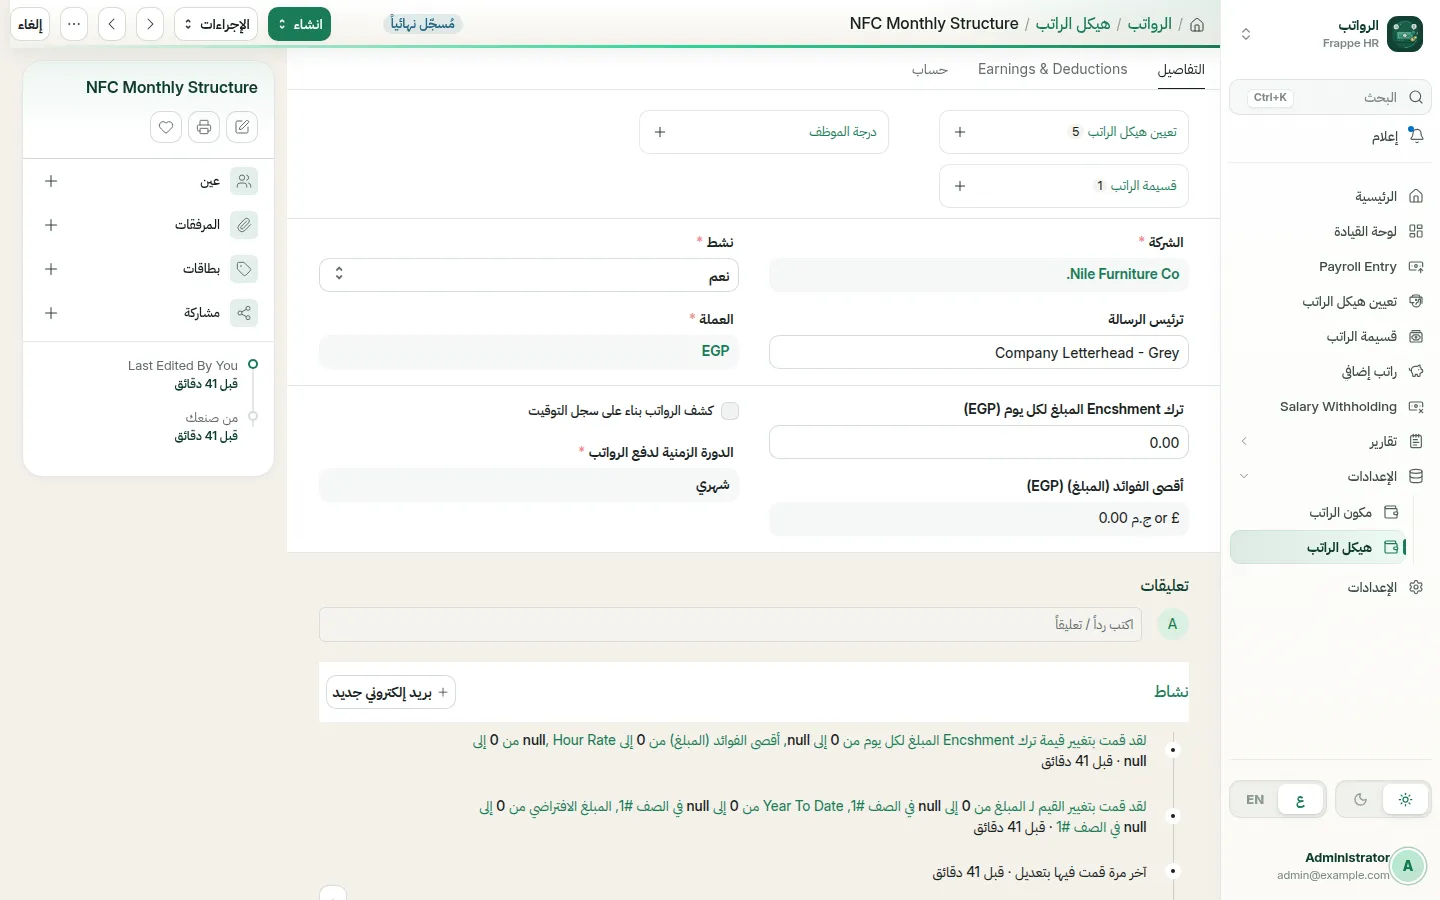 الرواتب
Frappe HR
البحث
Ctrl+K
إعلام
الرئيسية
لوحة القيادة
Payroll Entry
تعيين هيكل الراتب
قسيمة الراتب
راتب إضافي
Salary Withholding
تقارير
الإعدادات
مكون الراتب
هيكل الراتب
الإعدادات
EN
ع
Administrator
admin@example.com
A
الرواتب / هيكل الراتب / NFC Monthly Structure
مُسجّل نهائياً
انشاء
الإجراءات
إلغاء
التفاصيل
Earnings & Deductions
حساب
تعيين هيكل الراتب 5
درجة الموظف
قسيمة الراتب 1
الشركة *
Nile Furniture Co.
نشط *
نعم
ترئيس الرسالة
Company Letterhead - Grey
العملة *
EGP
ترك Encshment المبلغ لكل يوم (EGP)
0.00
كشف الرواتب بناء على سجل التوقيت
أقصى الفوائد (المبلغ) (EGP)
£ or ج.م 0.00
الدورة الزمنية لدفع الرواتب *
شهري
تعليقات
A
اكتب رداً / تعليقاً
نشاط
بريد إلكتروني جديد
لقد قمت بتغيير قيمة ترك Encshment المبلغ لكل يوم من 0 إلى null, أقصى الفوائد (المبلغ) من 0 إلى null, Hour Rate من 0 إلى
null · قبل 41 دقائق
لقد قمت بتغيير القيم لـ المبلغ من 0 إلى null في الصف #1, Year To Date من 0 إلى null في الصف #1, المبلغ الافتراضي من 0 إلى
null في الصف #1 · قبل 41 دقائق
آخر مرة قمت فيها بتعديل · قبل 41 دقائق
NFC Monthly Structure
عين
المرفقات
بطاقات
مشاركة
Last Edited By You
قبل 41 دقائق
من صنعك
قبل 41 دقائق